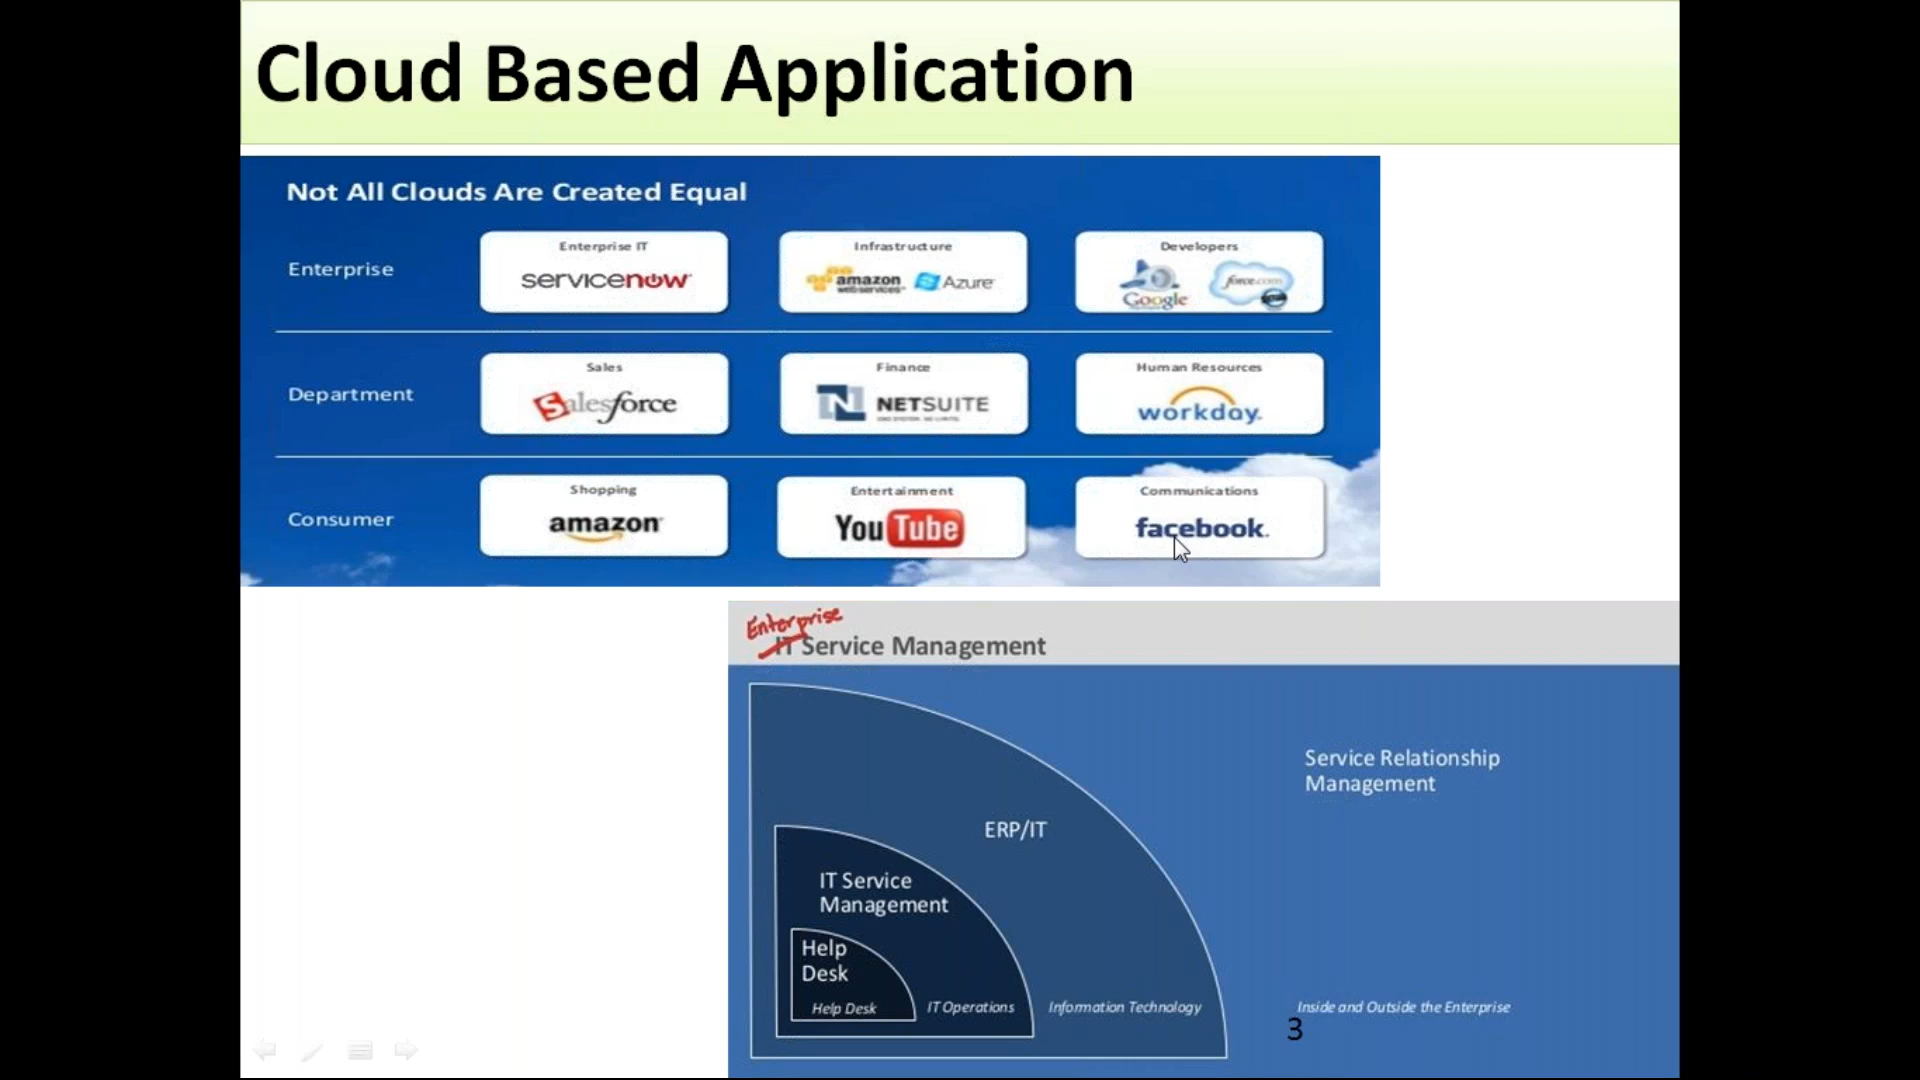 Cloud Based Application
Not All Clouds Are Created Equal
Enterprise
Enterprise IT
servicenow
Infrastructure
amazon
webservices
Azure
Developers
Google
force.com
Department
Sales
Salesforce
Finance
NETSUITE
Human Resources
workday.
Consumer
Shopping
amazon
Entertainment
YouTube
Communications
facebook.
Enterprise
IT Service Management
Service Relationship
Management
ERP/IT
IT Service
Management
Help
Desk
Help Desk
IT Operations
Information Technology
Inside and Outside the Enterprise
3